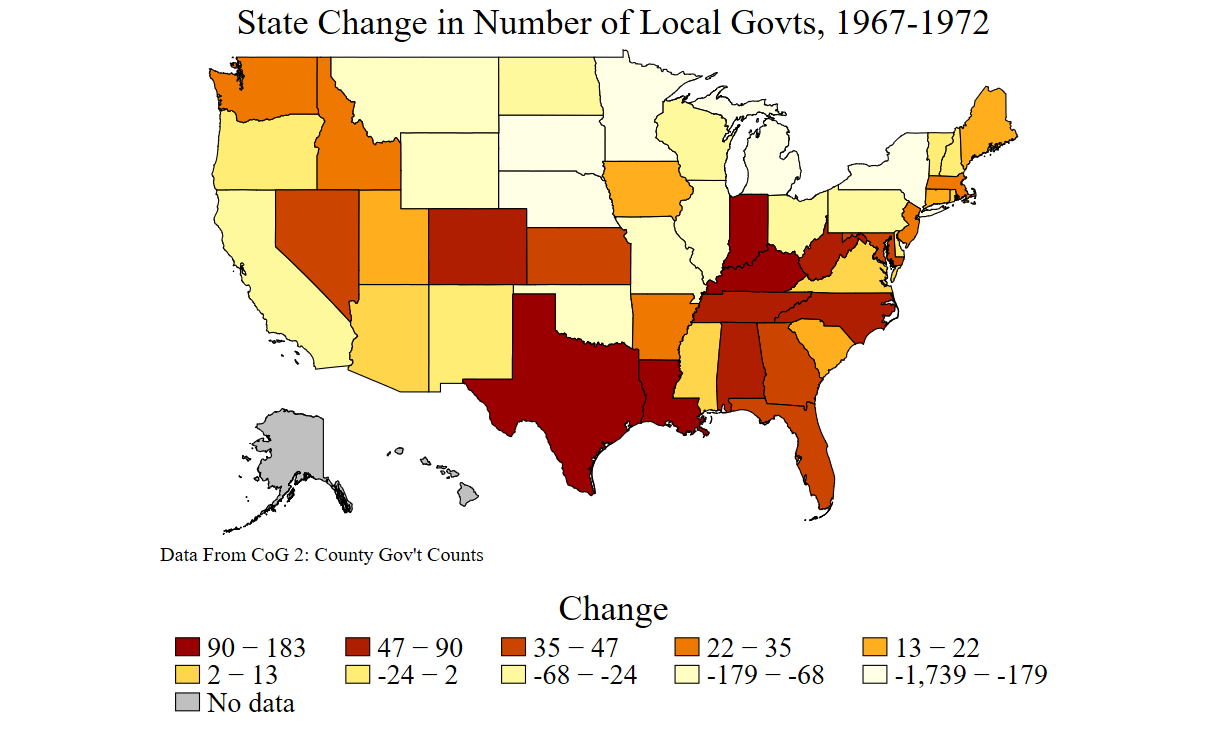 State Change in Number of Local Govts, 1967-1972
Data From CoG 2: County Gov't Counts
Change
90 − 183 47 − 90 35 − 47 22 − 35 13 − 22
2 − 13 -24 − 2 -68 − -24 -179 − -68 -1,739 − -179
No data